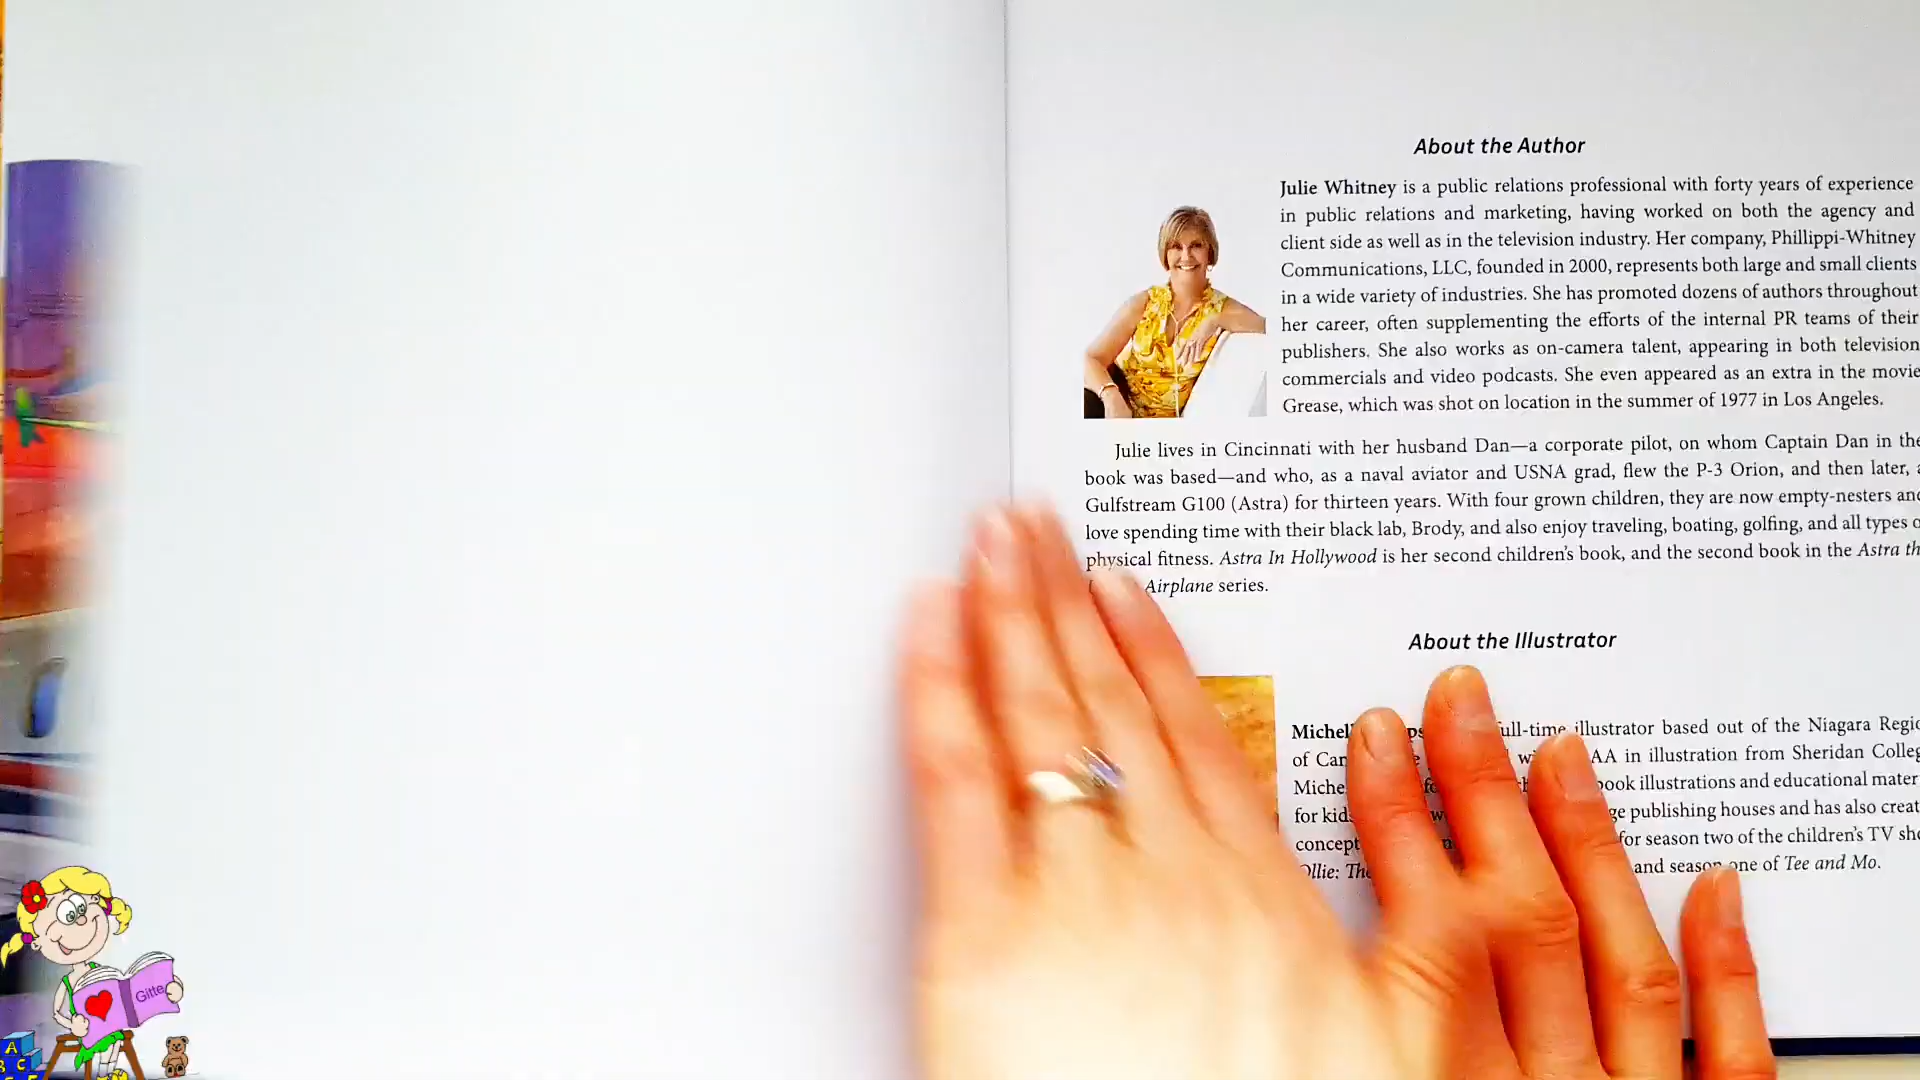 About the Author
Julie Whitney is a public relations professional with forty years of experience
in public relations and marketing, having worked on both the agency and
client side as well as in the television industry. Her company, Phillippi-Whitney
Communications, LLC, founded in 2000, represents both large and small clients
in a wide variety of industries. She has promoted dozens of authors throughout
her career, often supplementing the efforts of the internal PR teams of their
publishers. She also works as on-camera talent, appearing in both television
commercials and video podcasts. She even appeared as an extra in the movie
Grease, which was shot on location in the summer of 1977 in Los Angeles.
Julie lives in Cincinnati with her husband Dan—a corporate pilot, on whom Captain Dan in the
book was based—and who, as a naval aviator and USNA grad, flew the P-3 Orion, and then later, a
Gulfstream G100 (Astra) for thirteen years. With four grown children, they are now empty-nesters and
love spending time with their black lab, Brody, and also enjoy traveling, boating, golfing, and all types o
physical fitness. Astra In Hollywood is her second children's book, and the second book in the Astra th
Airplane series.
About the Illustrator
full-time illustrator based out of the Niagara Regio
of AA in illustration from Sheridan Colleg
book illustrations and educational mater
for publishing houses and has also creat
concept for season two of the children's TV sho
Ollie: The and season one of Tee and Mo.
Gitte
A
B C